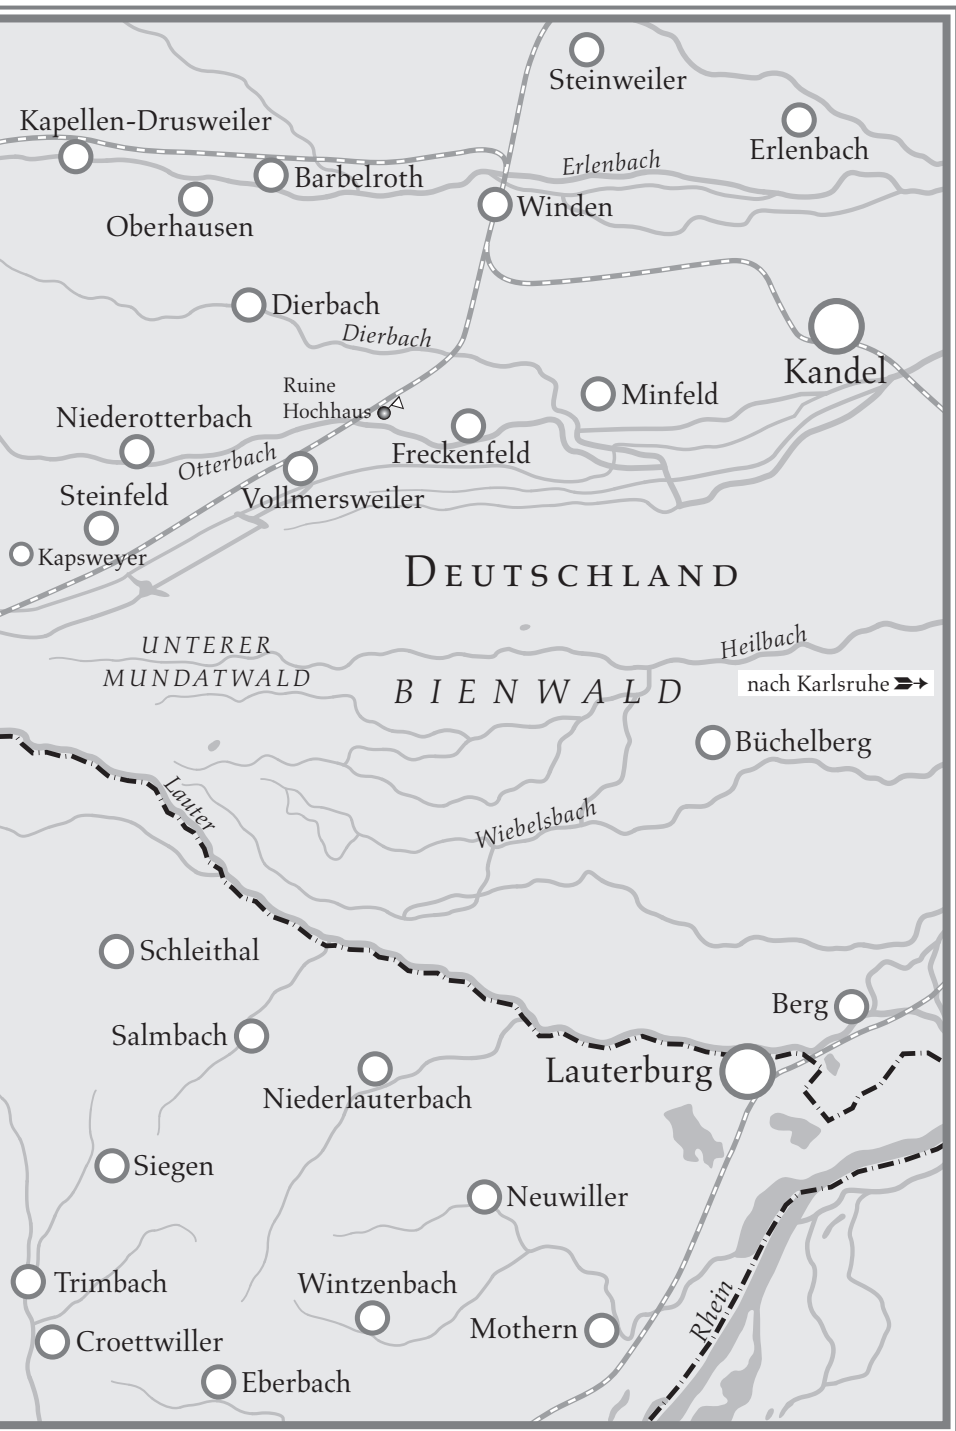 Steinweiler
Kapellen-Drusweiler
Erlenbach
Erlenbach
Barbelroth
Winden
Oberhausen
Dierbach
Dierbach
Kandel
Ruine
Hochhaus
Minfeld
Niederotterbach
Freckenfeld
Otterbach
Steinfeld
Vollmersweiler
Kapsweyer
DEUTSCHLAND
UNTERER
MUNDATWALD
Heilbach
BIENWALD
nach Karlsruhe
Büchelberg
Lauter
Wiebelsbach
Schleithal
Berg
Salmbach
Lauterburg
Niederlauterbach
Siegen
Neuwiller
Trimbach
Wintzenbach
Rhein
Mothern
Croettwiller
Eberbach